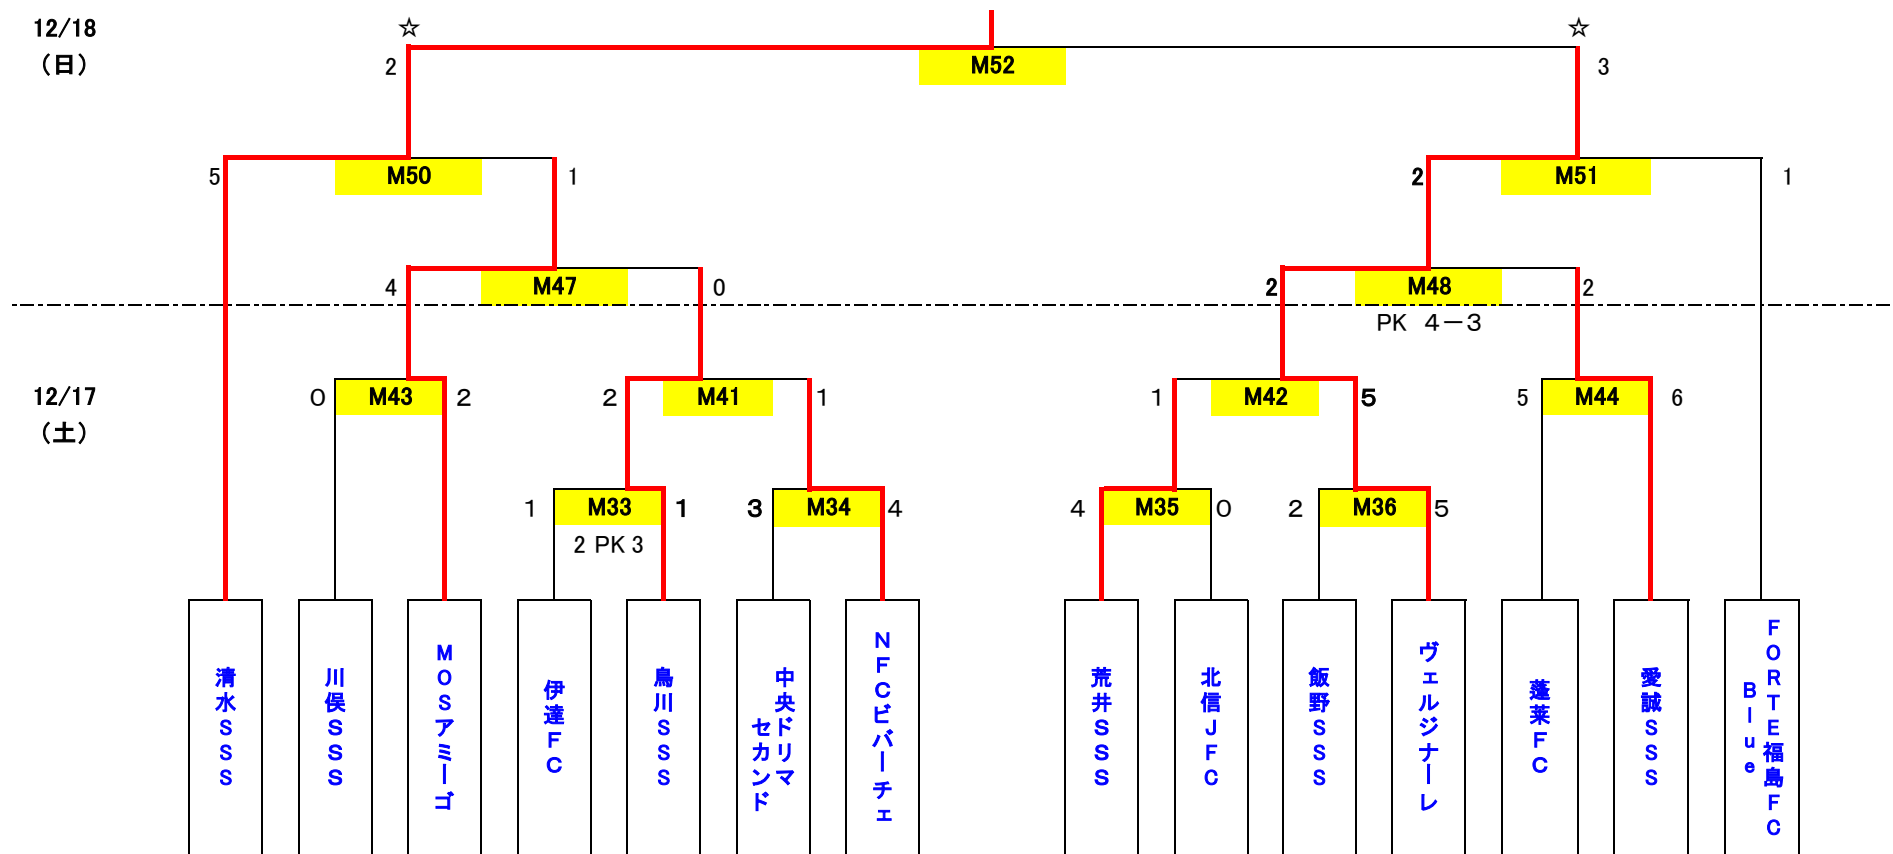 12/18
（日）
☆
☆
2
M52
3
5
M50
1
2
M51
1
4
M47
0
2
M48
2
PK 4－3
12/17
（土）
0
M43
2
2
M41
1
1
M42
5
5
M44
6
1
M33
1
2 PK 3
3
M34
4
4
M35
0
2
M36
5
清水SSS
川俣SSS
MOSアミーゴ
伊達FC
鳥川SSS
中央ドリマ
セカンド
NFCビバーチェ
荒井SSS
北信JFC
飯野SSS
ヴェルジナーレ
蓬莱FC
愛誠SSS
FORTE福島FC
Blue